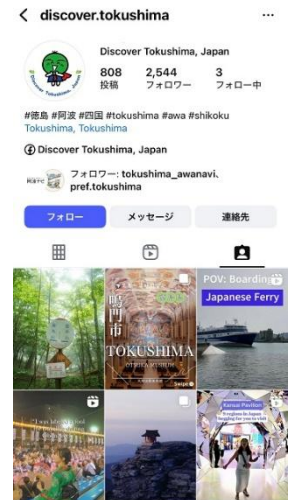 discover.tokushima
Discover Tokushima, Japan
808 2,544 3
投稿 フォロワー フォロー中
#徳島 #阿波 #四国 #tokushima #awa #shikoku
Tokushima, Tokushima
Discover Tokushima, Japan
フォロワー: tokushima_awanavi、
pref.tokushima
フォロー メッセージ 連絡先
鳴門市
TOKUSHIMA
OTSUKA MUSEUM
Swipe
POV: Boarding
Japanese Ferry
Kansai Pavilion